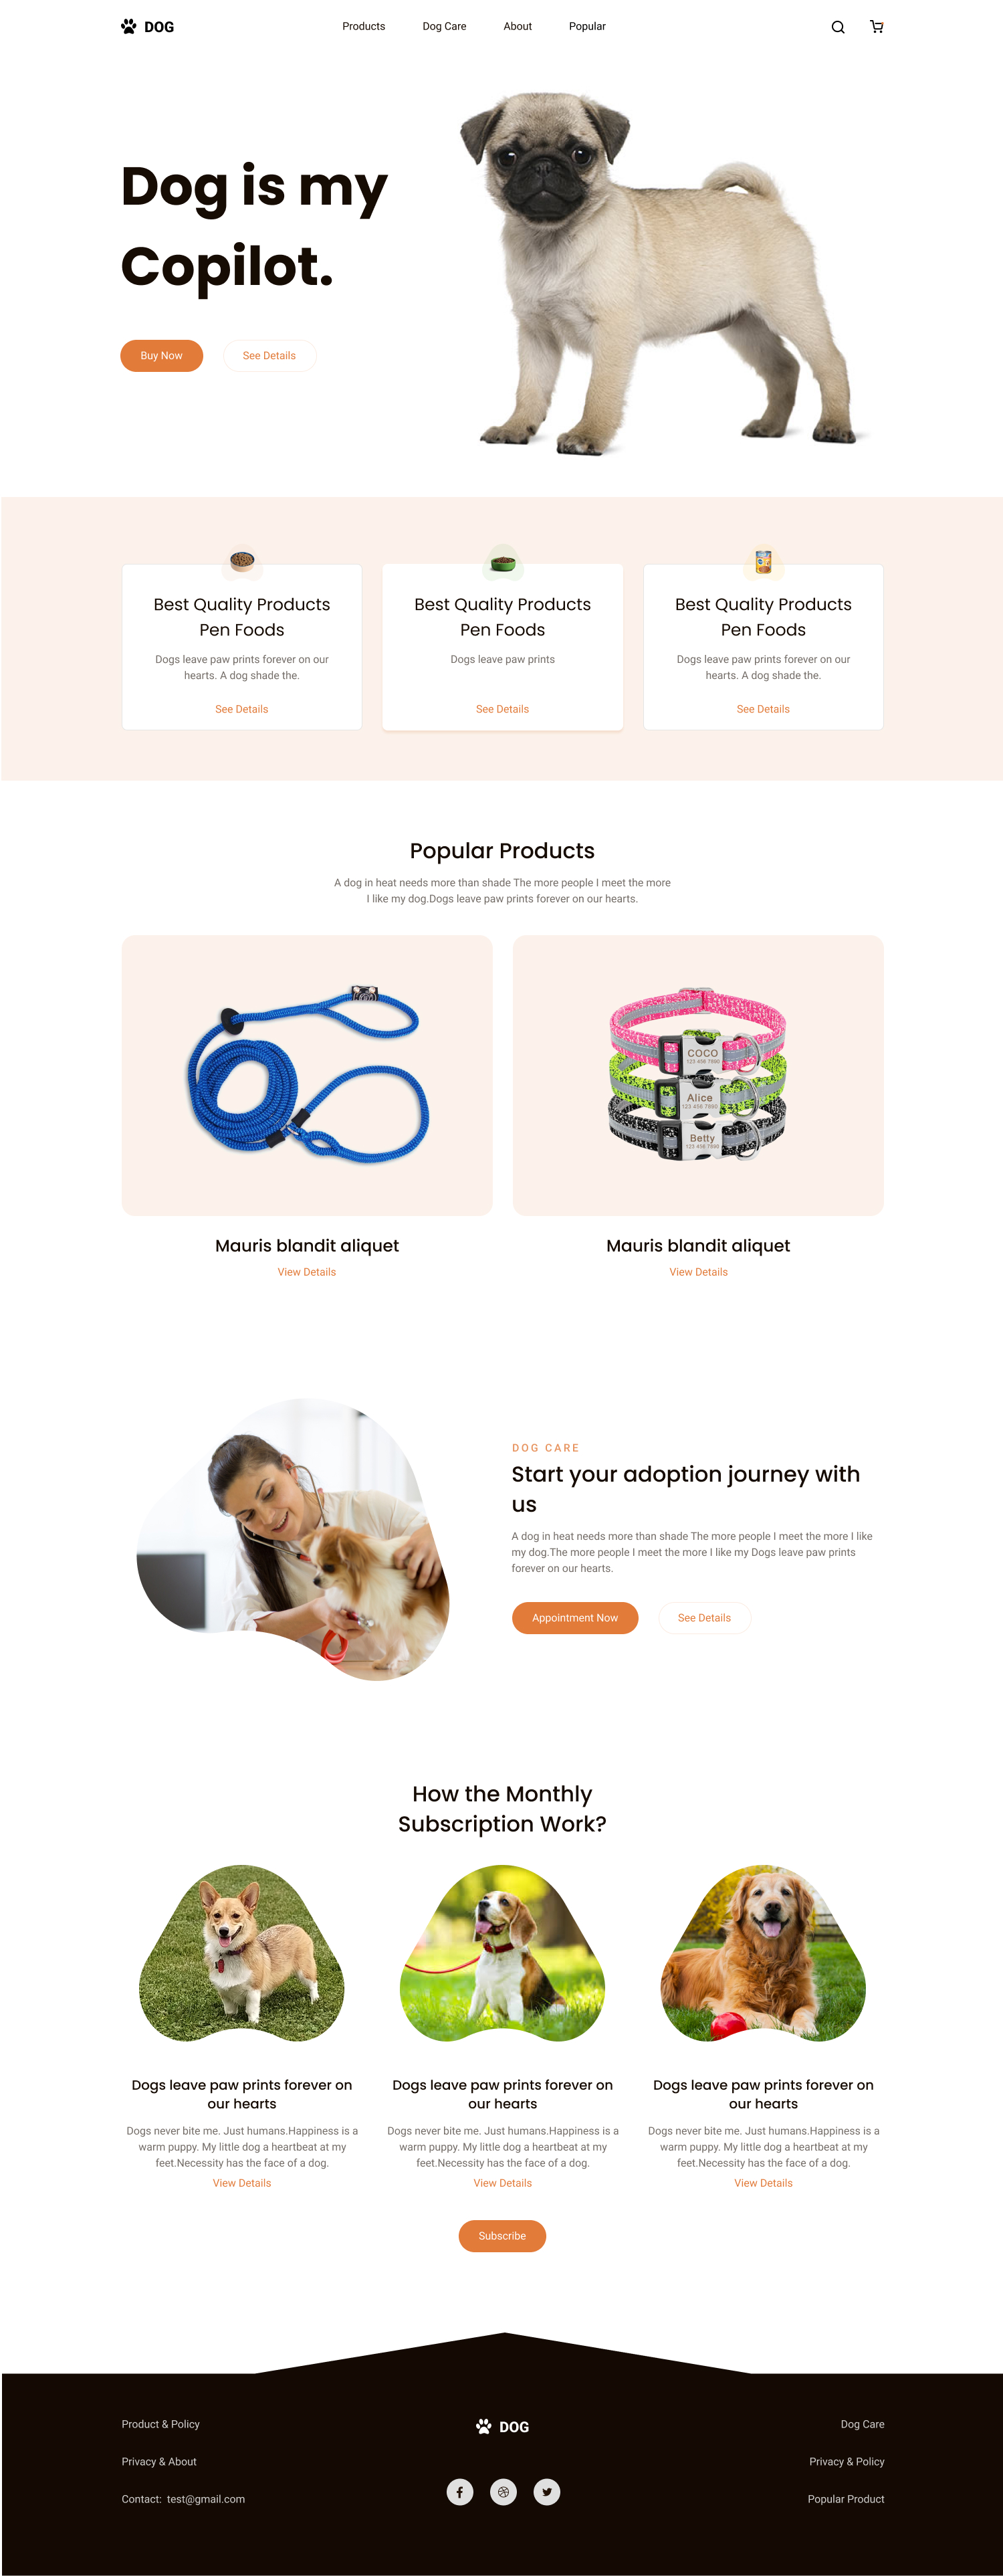 DOG
Products
Dog Care
About
Popular
Dog is my
Copilot.
Buy Now
See Details
Best Quality Products
Pen Foods
Dogs leave paw prints forever on our
hearts. A dog shade the.
See Details
Best Quality Products
Pen Foods
Dogs leave paw prints
See Details
Best Quality Products
Pen Foods
Dogs leave paw prints forever on our
hearts. A dog shade the.
See Details
Popular Products
A dog in heat needs more than shade The more people I meet the more
I like my dog.Dogs leave paw prints forever on our hearts.
COCO
123 456 7890
Alice
123 456 7890
Betty
123 456 7890
Mauris blandit aliquet
View Details
Mauris blandit aliquet
View Details
DOG CARE
Start your adoption journey with
us
A dog in heat needs more than shade The more people I meet the more I like
my dog.The more people I meet the more I like my Dogs leave paw prints
forever on our hearts.
Appointment Now
See Details
How the Monthly
Subscription Work?
Dogs leave paw prints forever on
our hearts
Dogs never bite me. Just humans.Happiness is a
warm puppy. My little dog a heartbeat at my
feet.Necessity has the face of a dog.
View Details
Dogs leave paw prints forever on
our hearts
Dogs never bite me. Just humans.Happiness is a
warm puppy. My little dog a heartbeat at my
feet.Necessity has the face of a dog.
View Details
Dogs leave paw prints forever on
our hearts
Dogs never bite me. Just humans.Happiness is a
warm puppy. My little dog a heartbeat at my
feet.Necessity has the face of a dog.
View Details
Subscribe
Product & Policy
Privacy & About
Contact: test@gmail.com
DOG
Dog Care
Privacy & Policy
Popular Product